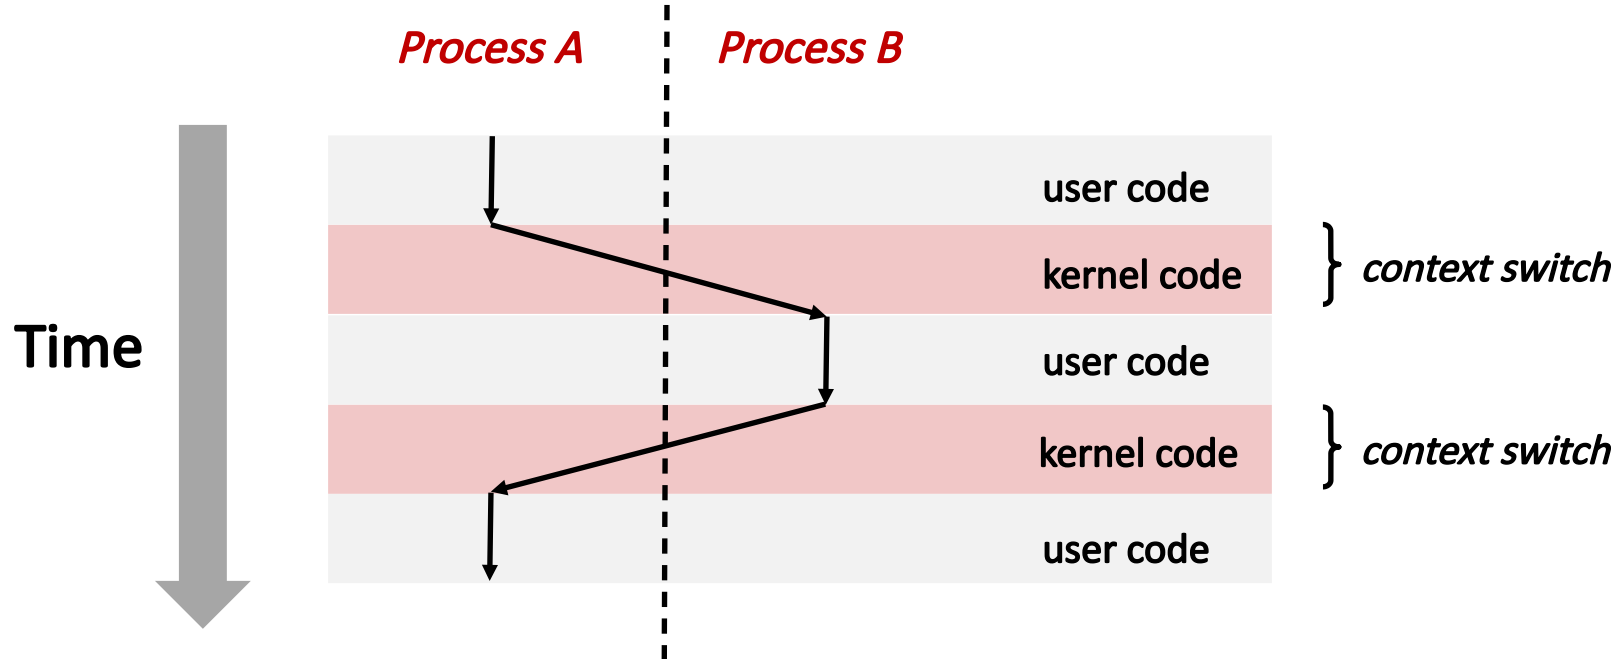 Process A
Process B
user code
kernel code
context switch
Time
user code
kernel code
context switch
user code